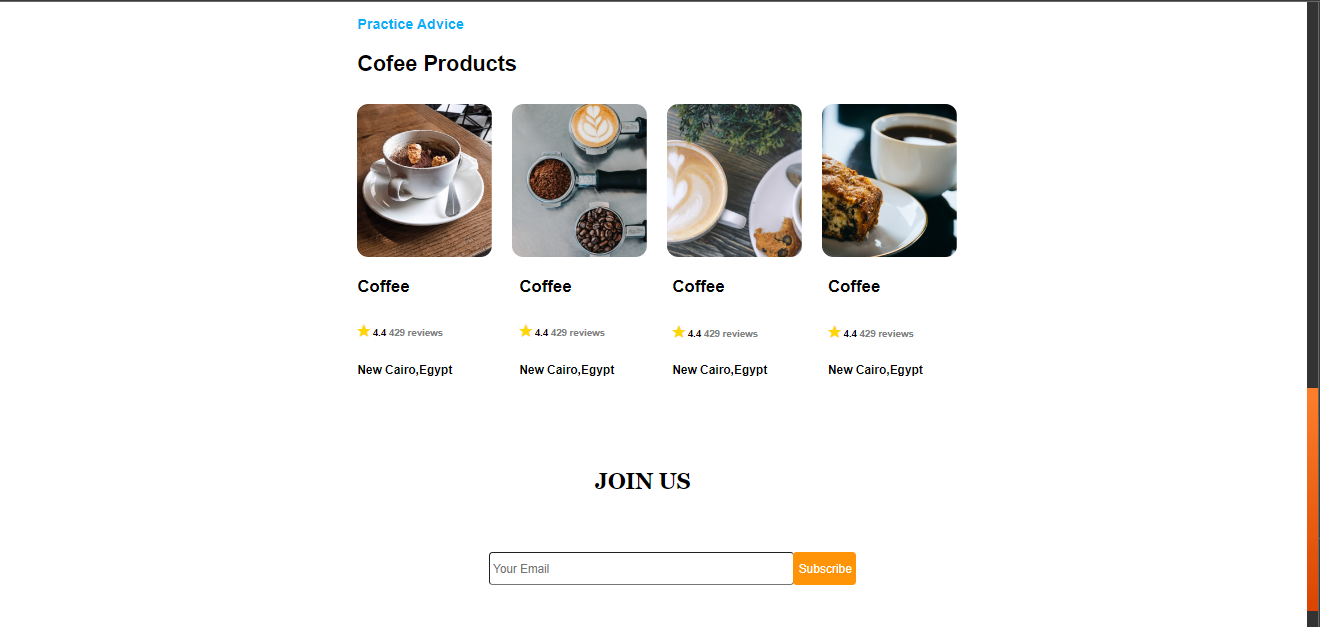 Practice Advice
Cofee Products
Coffee Coffee Coffee Coffee
4.4 429 reviews 4.4 429 reviews 4.4 429 reviews 4.4 429 reviews
New Cairo,Egypt New Cairo,Egypt New Cairo,Egypt New Cairo,Egypt
JOIN US
Your Email Subscribe